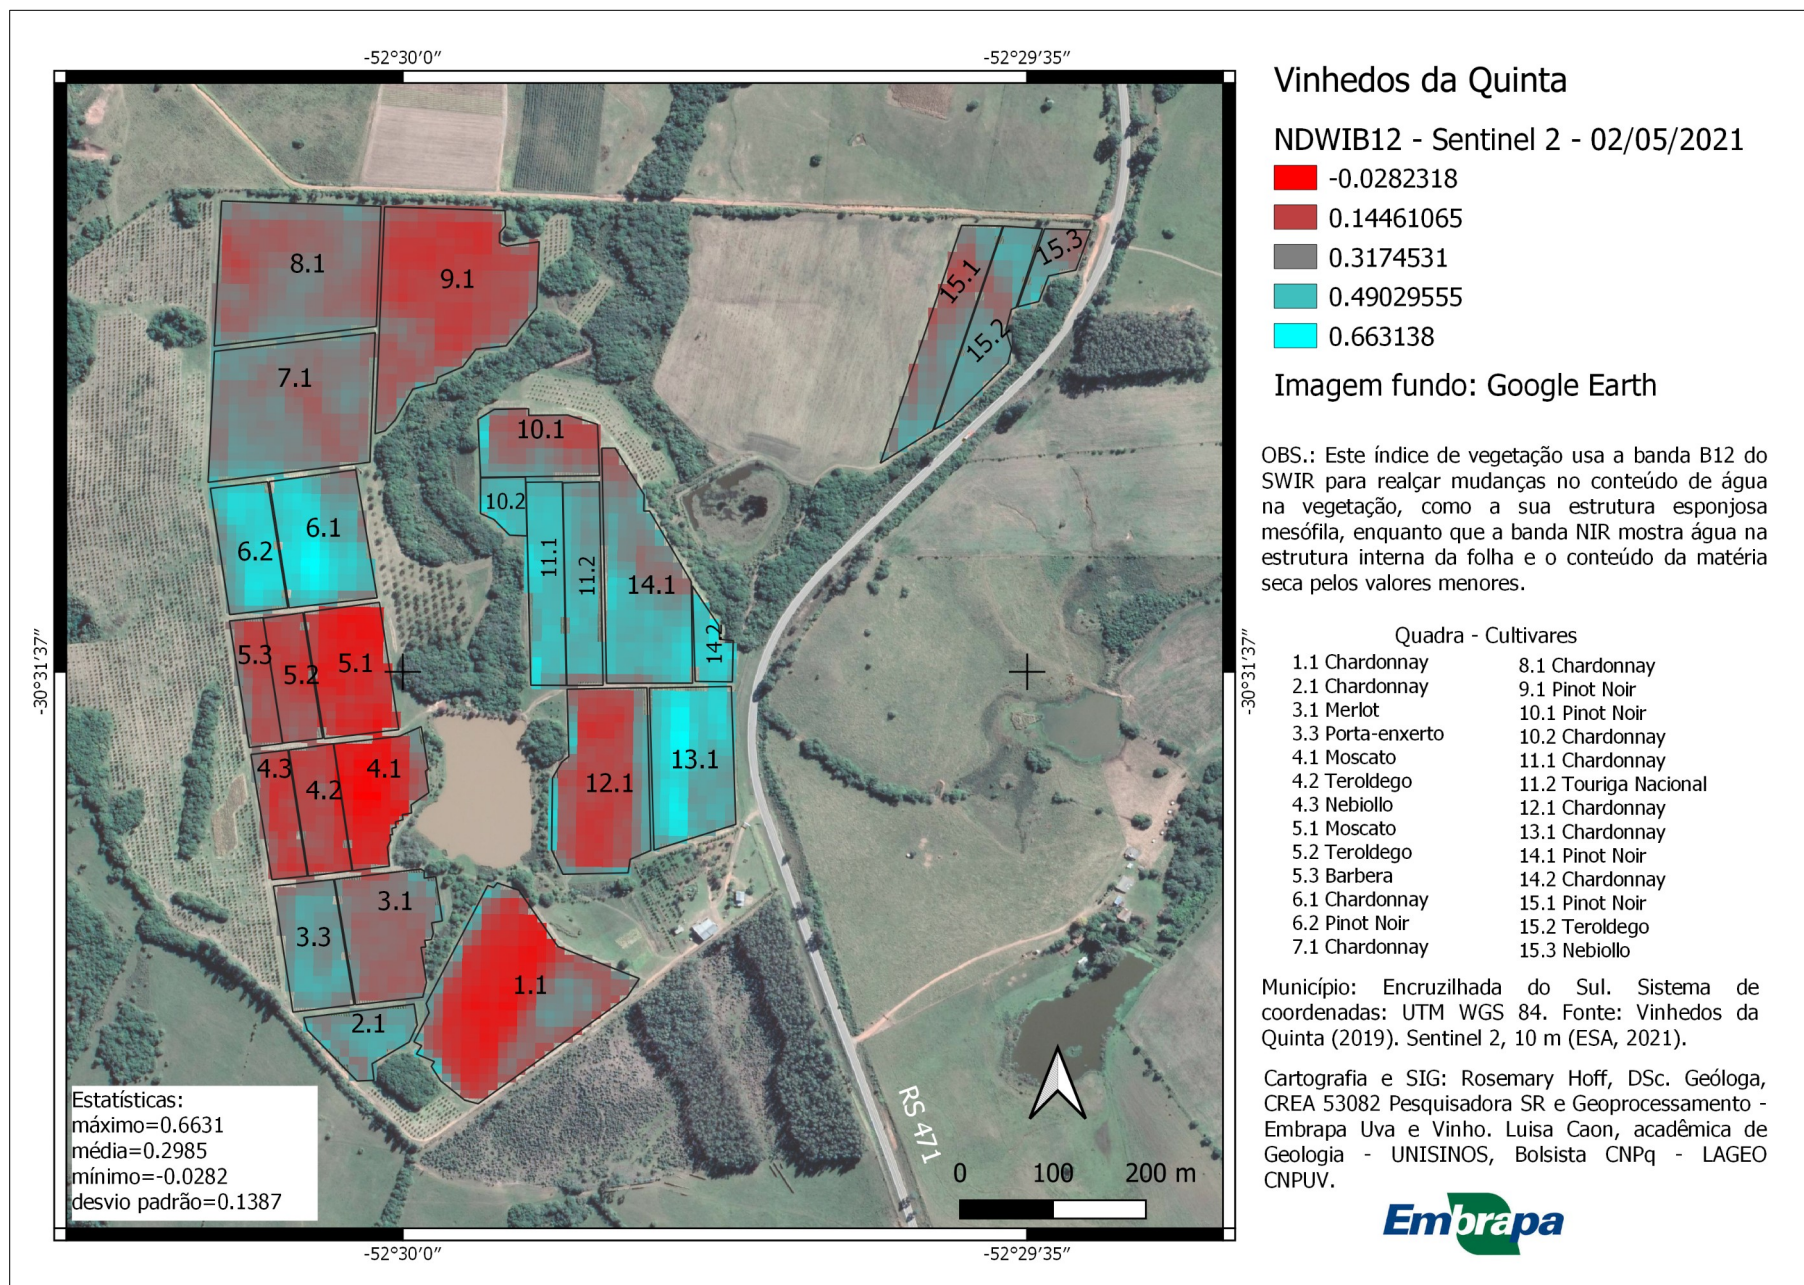 -52°30′0″
-52°29′35″
Vinhedos da Quinta
NDWIB12 - Sentinel 2 - 02/05/2021
-0.0282318
0.14461065
0.3174531
0.49029555
0.663138
Imagem fundo: Google Earth
OBS.: Este índice de vegetação usa a banda B12 do
SWIR para realçar mudanças no conteúdo de água
na vegetação, como a sua estrutura esponjosa
mesófila, enquanto que a banda NIR mostra água na
estrutura interna da folha e o conteúdo da matéria
seca pelos valores menores.
Quadra - Cultivares
1.1 Chardonnay
2.1 Chardonnay
3.1 Merlot
3.3 Porta-enxerto
4.1 Moscato
4.2 Teroldego
4.3 Nebiollo
5.1 Moscato
5.2 Teroldego
5.3 Barbera
6.1 Chardonnay
6.2 Pinot Noir
7.1 Chardonnay
8.1 Chardonnay
9.1 Pinot Noir
10.1 Pinot Noir
10.2 Chardonnay
11.1 Chardonnay
11.2 Touriga Nacional
12.1 Chardonnay
13.1 Chardonnay
14.1 Pinot Noir
14.2 Chardonnay
15.1 Pinot Noir
15.2 Teroldego
15.3 Nebiollo
Município: Encruzilhada do Sul. Sistema de
coordenadas: UTM WGS 84. Fonte: Vinhedos da
Quinta (2019). Sentinel 2, 10 m (ESA, 2021).
Cartografia e SIG: Rosemary Hoff, DSc. Geóloga,
CREA 53082 Pesquisadora SR e Geoprocessamento -
Embrapa Uva e Vinho. Luisa Caon, acadêmica de
Geologia - UNISINOS, Bolsista CNPq - LAGEO
CNPUV.
Embrapa
8.1
9.1
15.1
15.3
15.2
7.1
10.1
10.2
6.2
6.1
11.1
11.2
14.1
14.2
5.3
5.2
5.1
4.3
4.2
4.1
12.1
13.1
3.3
3.1
1.1
2.1
-30°31′37″
-30°31′37″
RS 471
0 100 200 m
Estatísticas:
máximo=0.6631
média=0.2985
mínimo=-0.0282
desvio padrão=0.1387
-52°30′0″
-52°29′35″